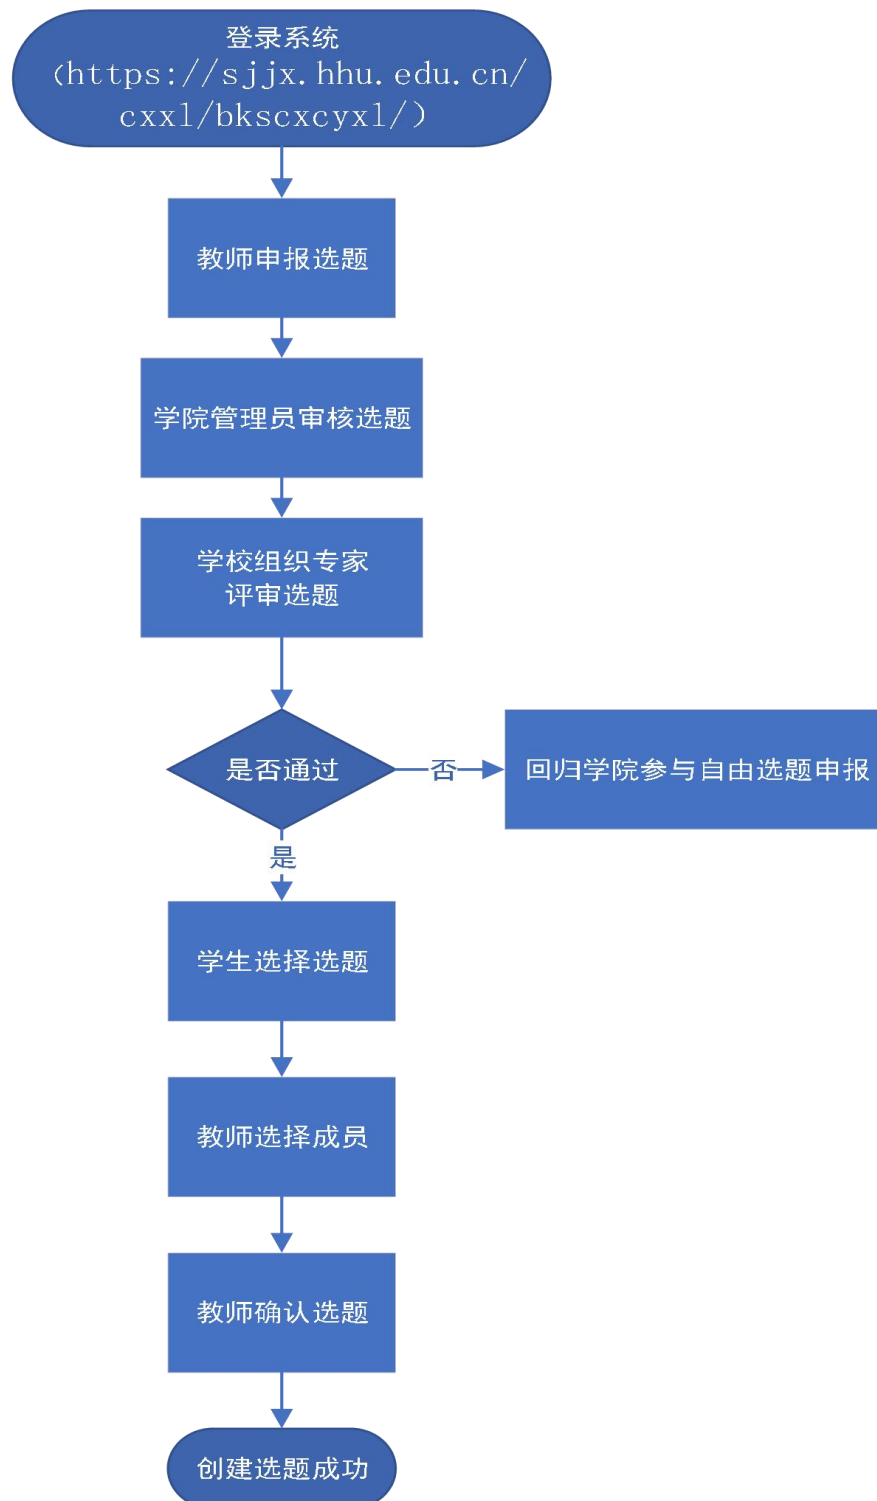 登录系统
（https://sjjx.hhu.edu.cn/
cxxl/bkscxcyxl/）
教师申报选题
学院管理员审核选题
学校组织专家
评审选题
是否通过
否
回归学院参与自由选题申报
是
学生选择选题
教师选择成员
教师确认选题
创建选题成功